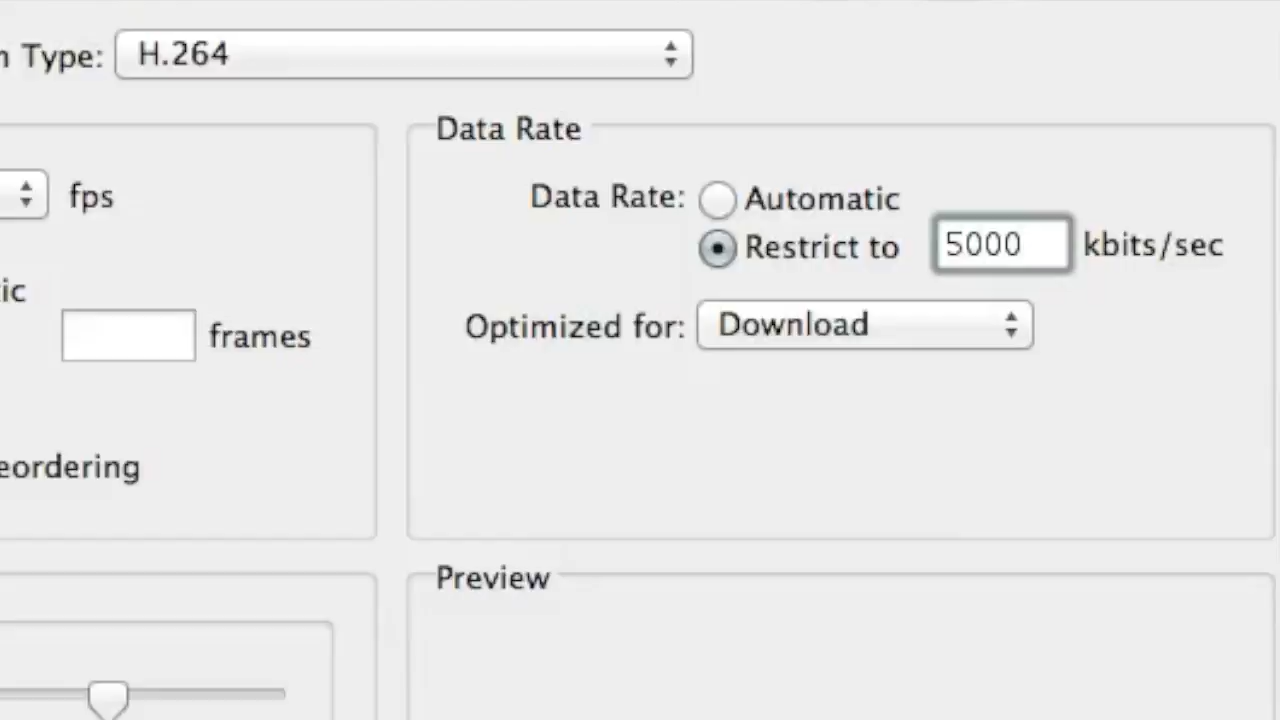 n Type: H.264
Data Rate
fps
Data Rate: Automatic
Restrict to 5000 kbits/sec
ic
frames
Optimized for: Download
eordering
Preview